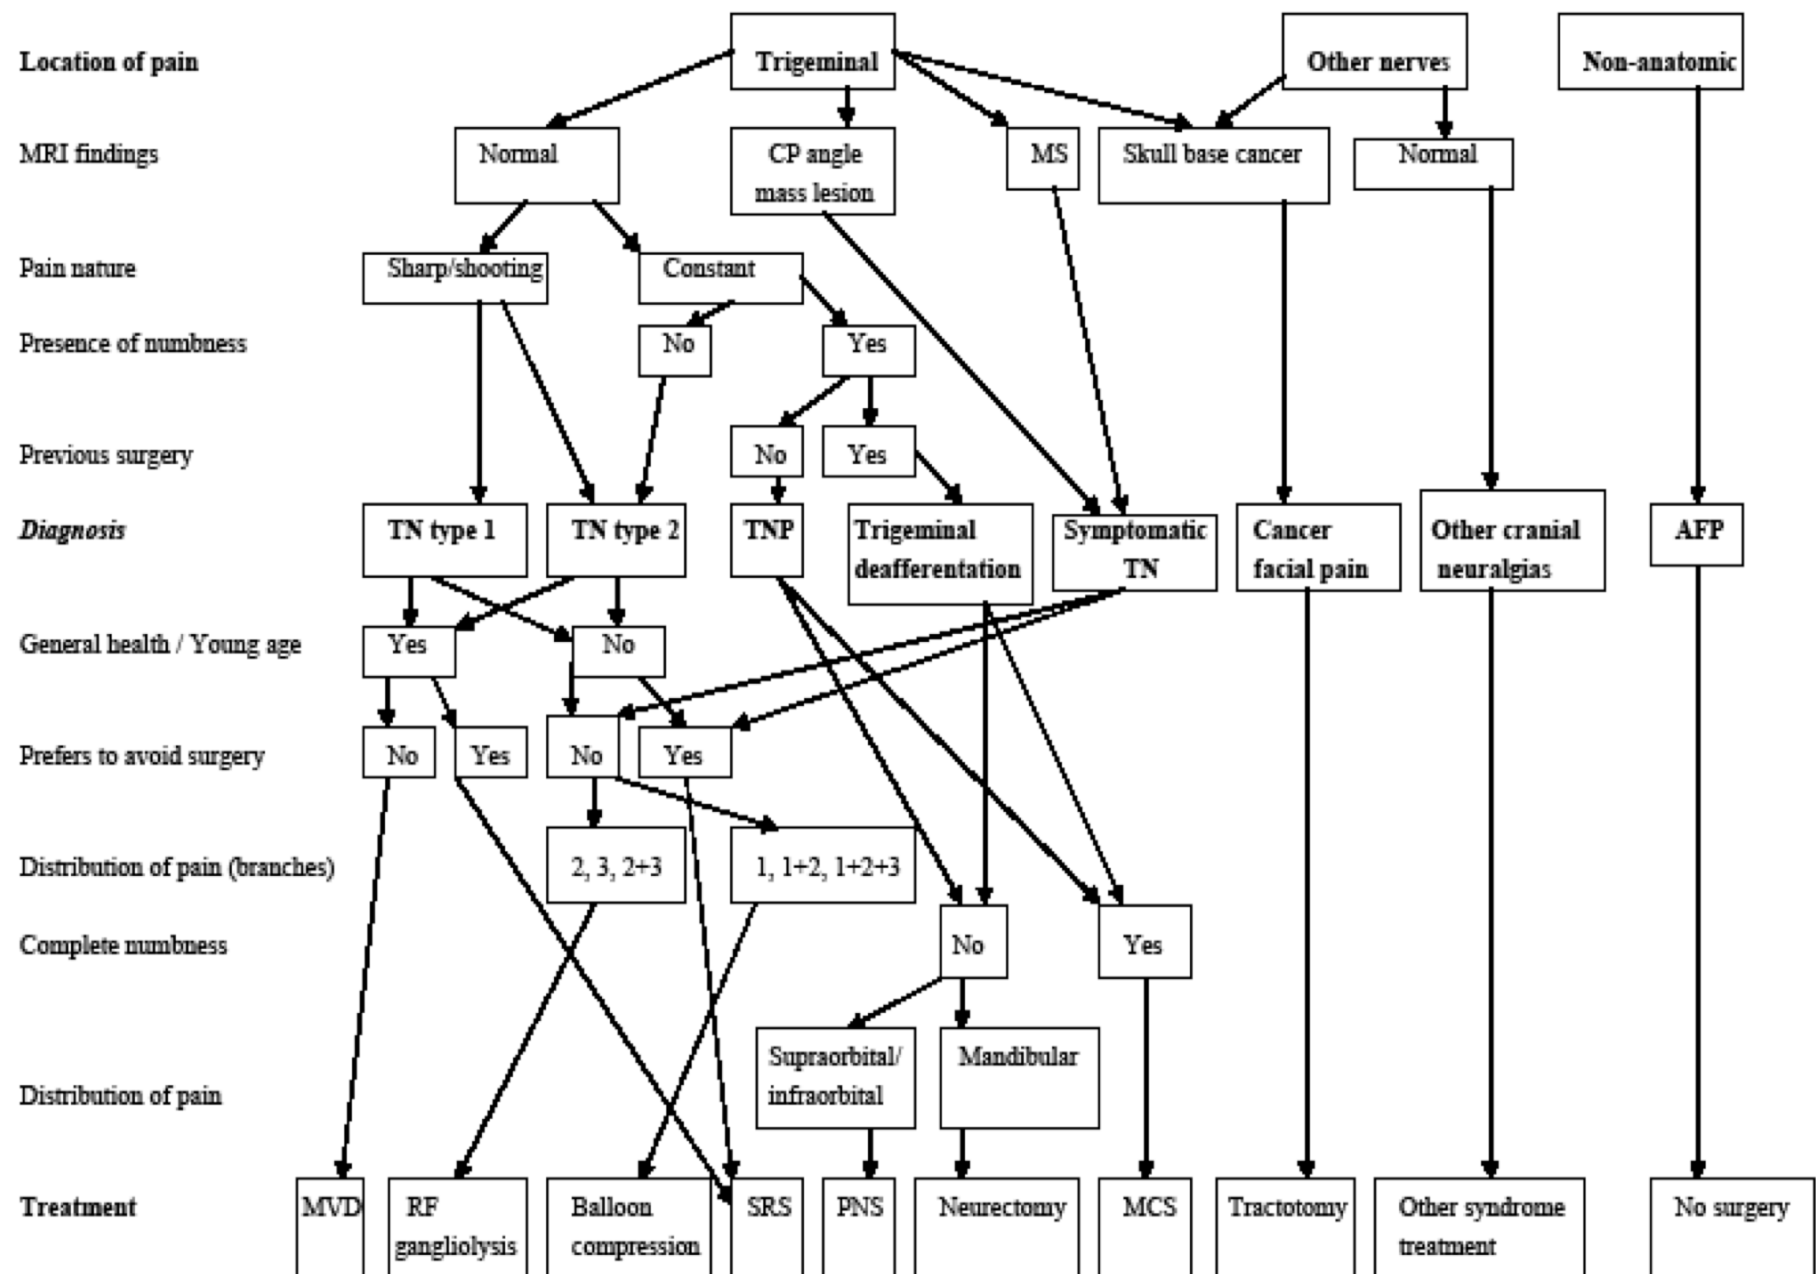 Location of pain
Trigeminal
Other nerves
Non-anatomic
MRI findings
Normal
CP angle
mass lesion
MS
Skull base cancer
Normal
Pain nature
Sharp/shooting
Constant
Presence of numbness
No
Yes
Previous surgery
No
Yes
Diagnosis
TN type 1
TN type 2
TNP
Trigeminal
deafferentation
Symptomatic
TN
Cancer
facial pain
Other cranial
neuralgias
AFP
General health / Young age
Yes
No
Prefers to avoid surgery
No
Yes
No
Yes
Distribution of pain (branches)
2, 3, 2+3
1, 1+2, 1+2+3
Complete numbness
No
Yes
Distribution of pain
Supraorbital/
infraorbital
Mandibular
Treatment
MVD
RF
gangliolysis
Balloon
compression
SRS
PNS
Neurectomy
MCS
Tractotomy
Other syndrome
treatment
No surgery